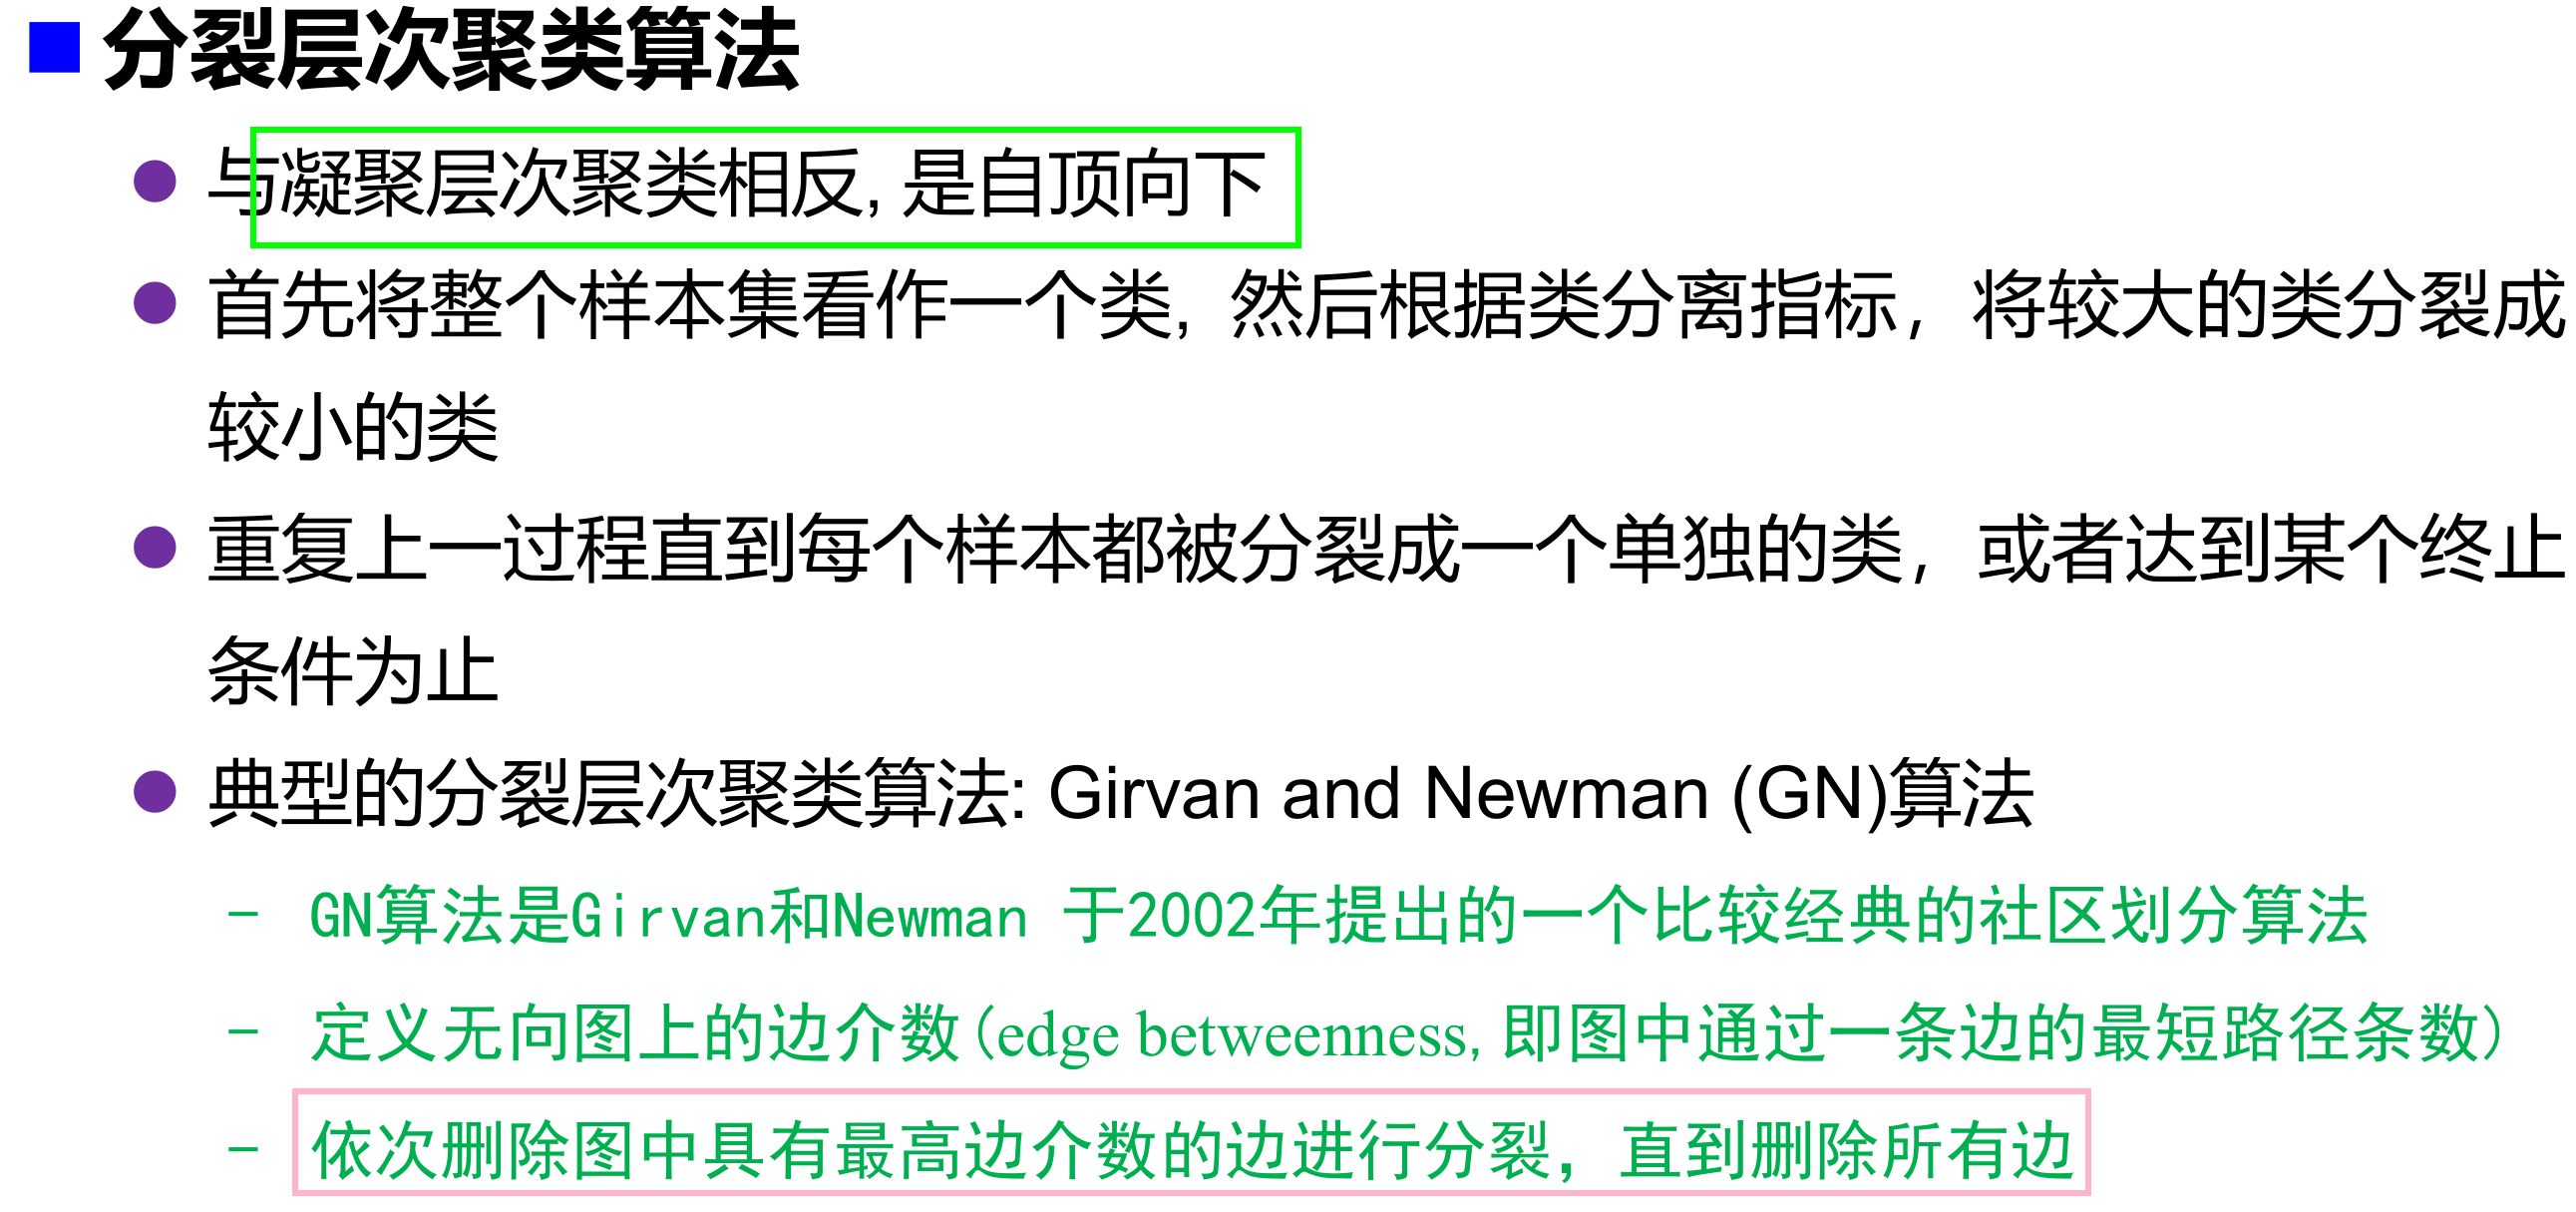 分裂层次聚类算法
与凝聚层次聚类相反, 是自顶向下
首先将整个样本集看作一个类, 然后根据类分离指标，将较大的类分裂成
较小的类
重复上一过程直到每个样本都被分裂成一个单独的类，或者达到某个终止
条件为止
典型的分裂层次聚类算法: Girvan and Newman (GN)算法
- GN算法是Girvan和Newman 于2002年提出的一个比较经典的社区划分算法
- 定义无向图上的边介数(edge betweenness, 即图中通过一条边的最短路径条数)
- 依次删除图中具有最高边介数的边进行分裂，直到删除所有边